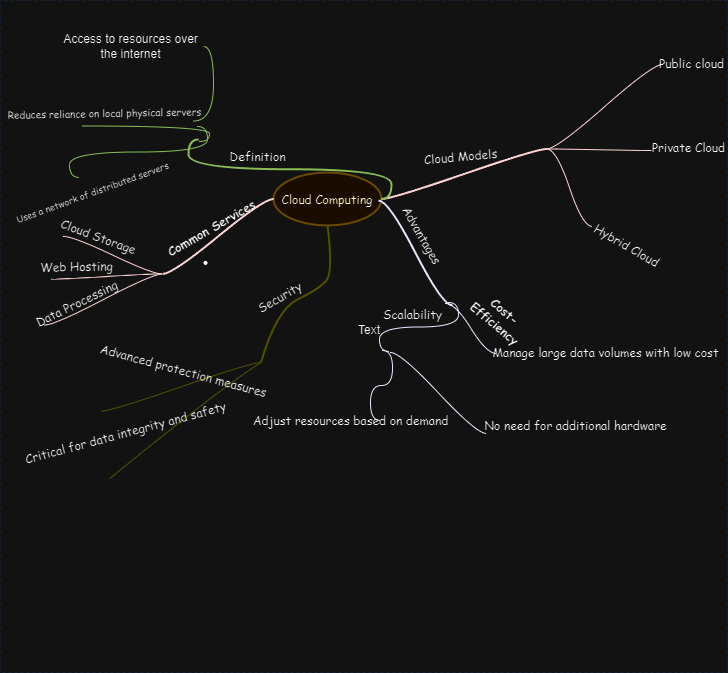 Access to resources over
the internet
Reduces reliance on local physical servers
Uses a network of distributed servers
Definition
Cloud Computing
Cloud Models
Public cloud
Private Cloud
Hybrid Cloud
Common Services
Cloud Storage
Web Hosting
Data Processing
Security
Advanced protection measures
Critical for data integrity and safety
Advantages
Cost-
Efficiency
Manage large data volumes with low cost
Scalability
Text
Adjust resources based on demand
No need for additional hardware